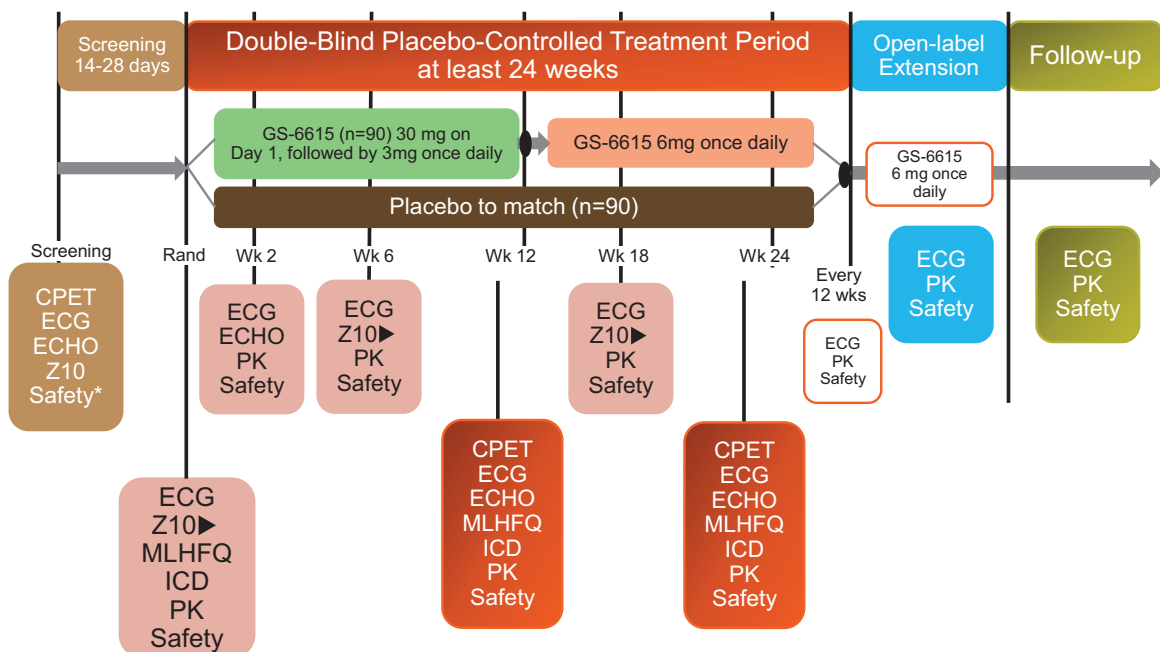 Screening
14-28 days
Double-Blind Placebo-Controlled Treatment Period
at least 24 weeks
Open-label
Extension
Follow-up
GS-6615 (n=90) 30 mg on
Day 1, followed by 3mg once daily
GS-6615 6mg once daily
GS-6615
6 mg once
daily
Placebo to match (n=90)
Screening
Rand
Wk 2
Wk 6
Wk 12
Wk 18
Wk 24
Every
12 wks
CPET
ECG
ECHO
Z10
Safety*
ECG
Z10▶
MLHFQ
ICD
PK
Safety
ECG
ECHO
PK
Safety
ECG
Z10▶
PK
Safety
CPET
ECG
ECHO
MLHFQ
ICD
PK
Safety
ECG
Z10▶
PK
Safety
CPET
ECG
ECHO
MLHFQ
ICD
PK
Safety
ECG
PK
Safety
ECG
PK
Safety
ECG
PK
Safety